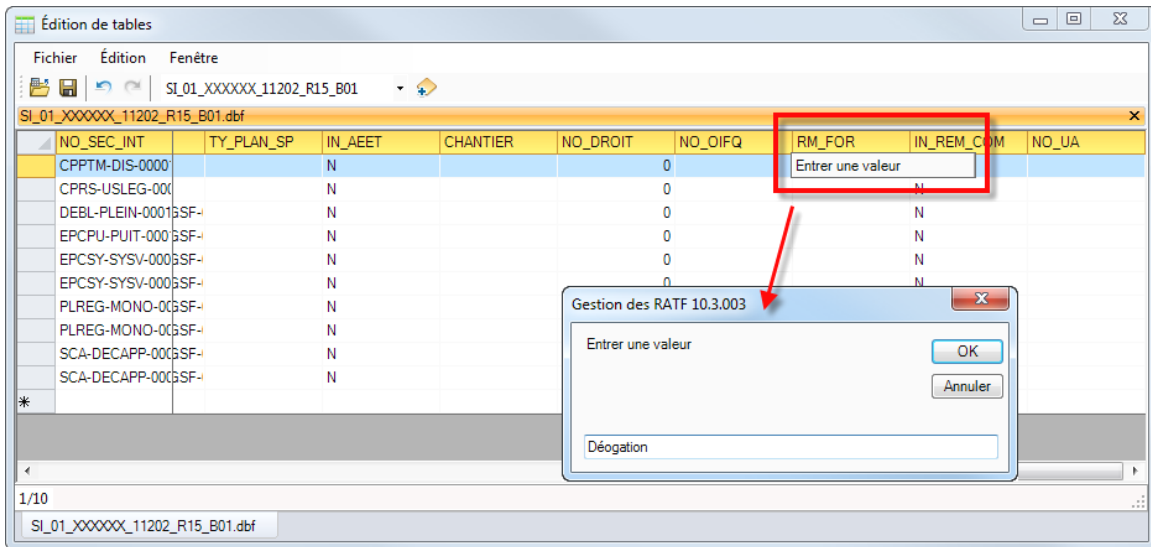 Édition de tables
Fichier Édition Fenêtre
SI_01_XXXXXX_11202_R15_B01
SI_01_XXXXXX_11202_R15_B01.dbf
NO_SEC_INT TY_PLAN_SP IN_AEET CHANTIER NO_DROIT NO_OIFQ RM_FOR IN_REM_COM NO_UA
CPPTM-DIS-0000 N 0 Entrer une valeur
CPRS-USLEG-000 N 0 N
DEBL-PLEIN-0001 GSF- N 0 N
EPCPU-PUIT-000 GSF- N 0 N
EPCSY-SYSV-000 GSF- N 0 N
EPCSY-SYSV-000 GSF- N 0 N
PLREG-MONO-00 GSF- N
PLREG-MONO-00 GSF- N
SCA-DECAPP-000 GSF- N
SCA-DECAPP-000 GSF- N
Gestion des RATF 10.3.003
Entrer une valeur
OK
Annuler
Déogation
1/10
SI_01_XXXXXX_11202_R15_B01.dbf